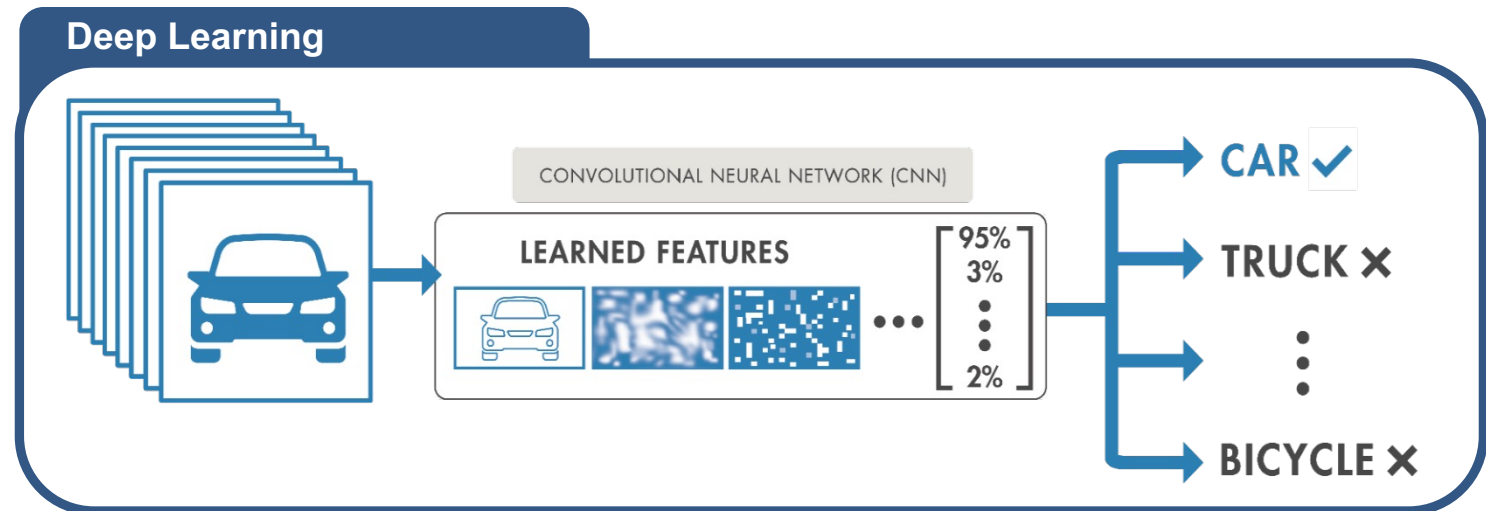 Deep Learning
CONVOLUTIONAL NEURAL NETWORK (CNN)
LEARNED FEATURES
95%
3%
2%
CAR
TRUCK
BICYCLE